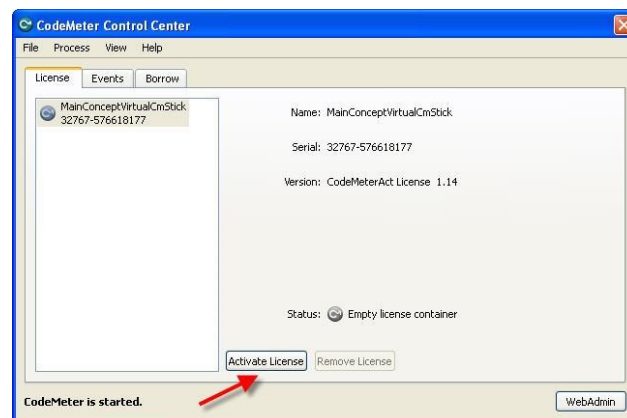 CodeMeter Control Center
File Process View Help
License Events Borrow
MainConceptVirtualCmStick
32767-576618177
Name: MainConceptVirtualCmStick
Serial: 32767-576618177
Version: CodeMeterAct License 1.14
Status: Empty license container
Activate License Remove License
CodeMeter is started. WebAdmin